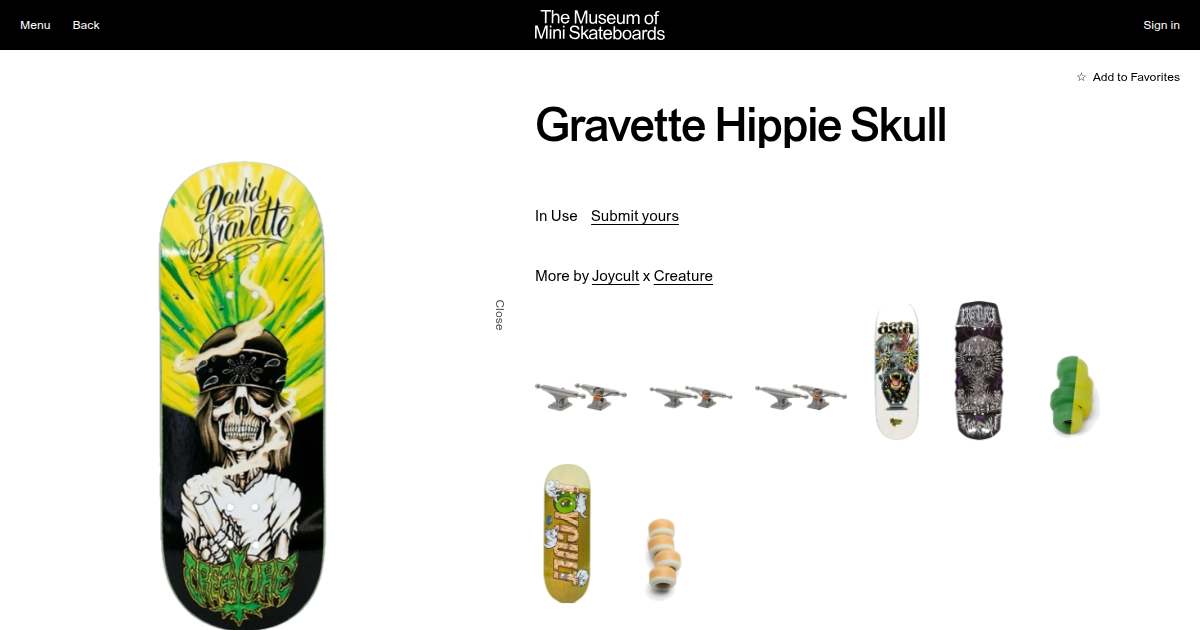 Menu
Back
The Museum of
Mini Skateboards
Sign in
☆ Add to Favorites
Gravette Hippie Skull
David
Gravette
CREATURE
Close
In Use Submit yours
More by Joycult x Creature
JOYCULT